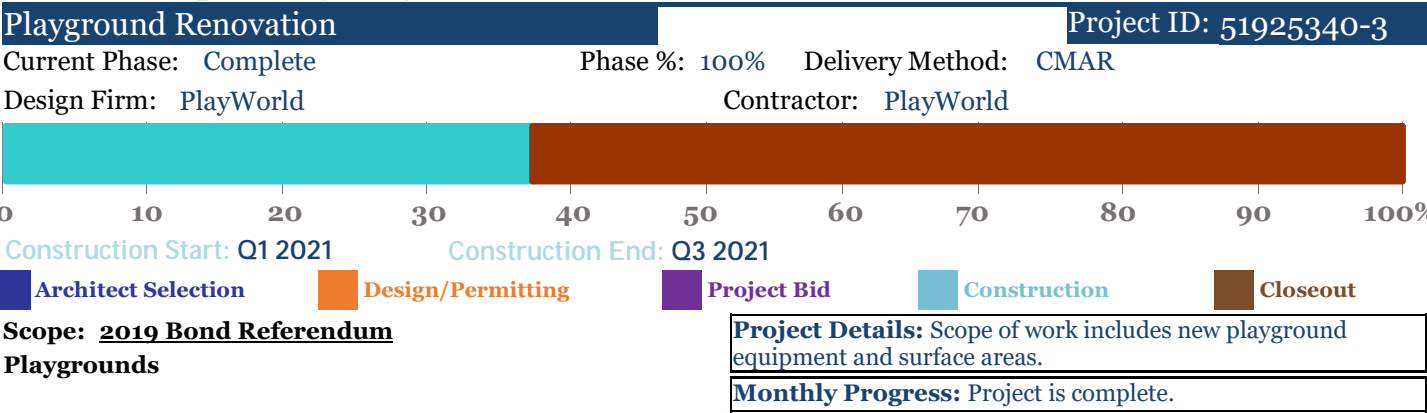 Playground Renovation Project ID: 51925340-3
Current Phase: Complete Phase %: 100% Delivery Method: CMAR
Design Firm: PlayWorld Contractor: PlayWorld
0 10 20 30 40 50 60 70 80 90 100%
Construction Start: Q1 2021 Construction End: Q3 2021
Architect Selection Design/Permitting Project Bid Construction Closeout
Scope: 2019 Bond Referendum
Playgrounds
Project Details: Scope of work includes new playground
equipment and surface areas.
Monthly Progress: Project is complete.